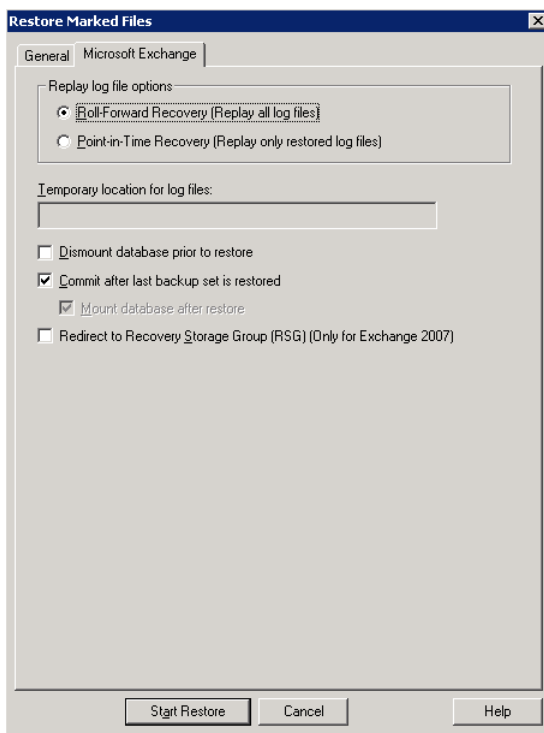 Restore Marked Files
General
Microsoft Exchange
Replay log file options
Roll-Forward Recovery (Replay all log files)
Point-in-Time Recovery (Replay only restored log files)
Temporary location for log files:
Dismount database prior to restore
Commit after last backup set is restored
Mount database after restore
Redirect to Recovery Storage Group (RSG) (Only for Exchange 2007)
Start Restore
Cancel
Help